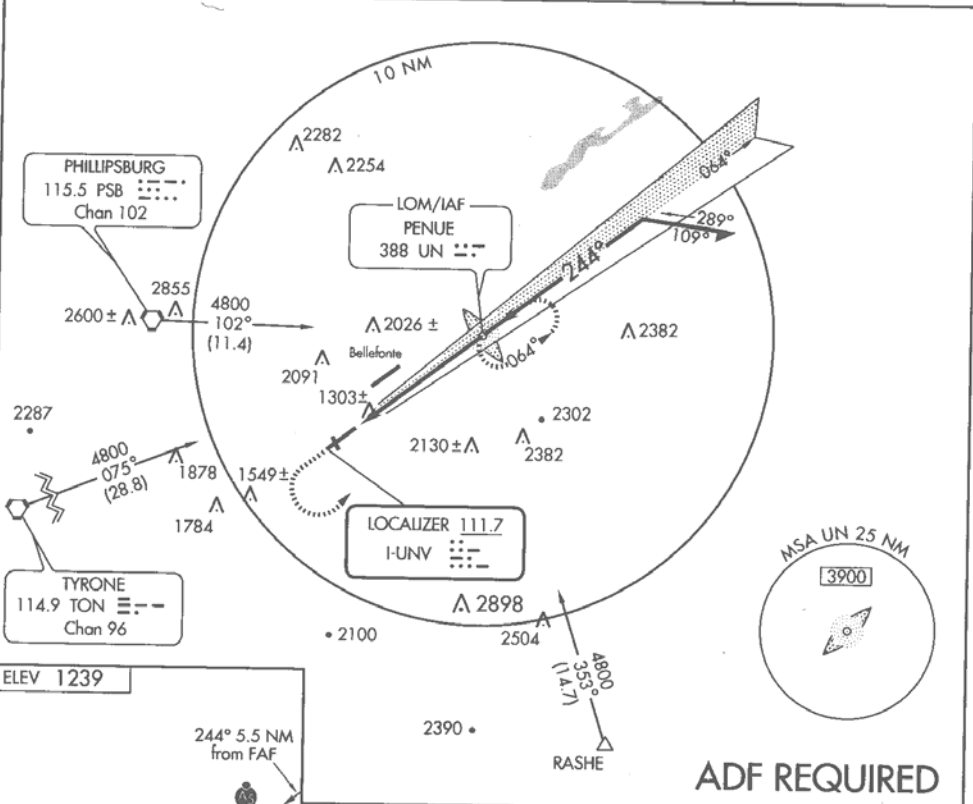 10 NM
2282
2254
PHILLIPSBURG
115.5 PSB
Chan 102
LOM/IAF
PENUE
388 UN
064°
289°
109°
244°
2855
2600 ±
4800
102°
(11.4)
2026 ±
2382
064°
Bellefonte
2091
1303±
2287
2302
4800
075°
(28.8)
2130 ±
2382
1878
1549±
1784
LOCALIZER 111.7
I-UNV
MSA UN 25 NM
3900
TYRONE
114.9 TON
Chan 96
2898
2504
2100
4800
353°
(14.7)
ELEV 1239
2390
RASHE
244° 5.5 NM
from FAF
ADF REQUIRED